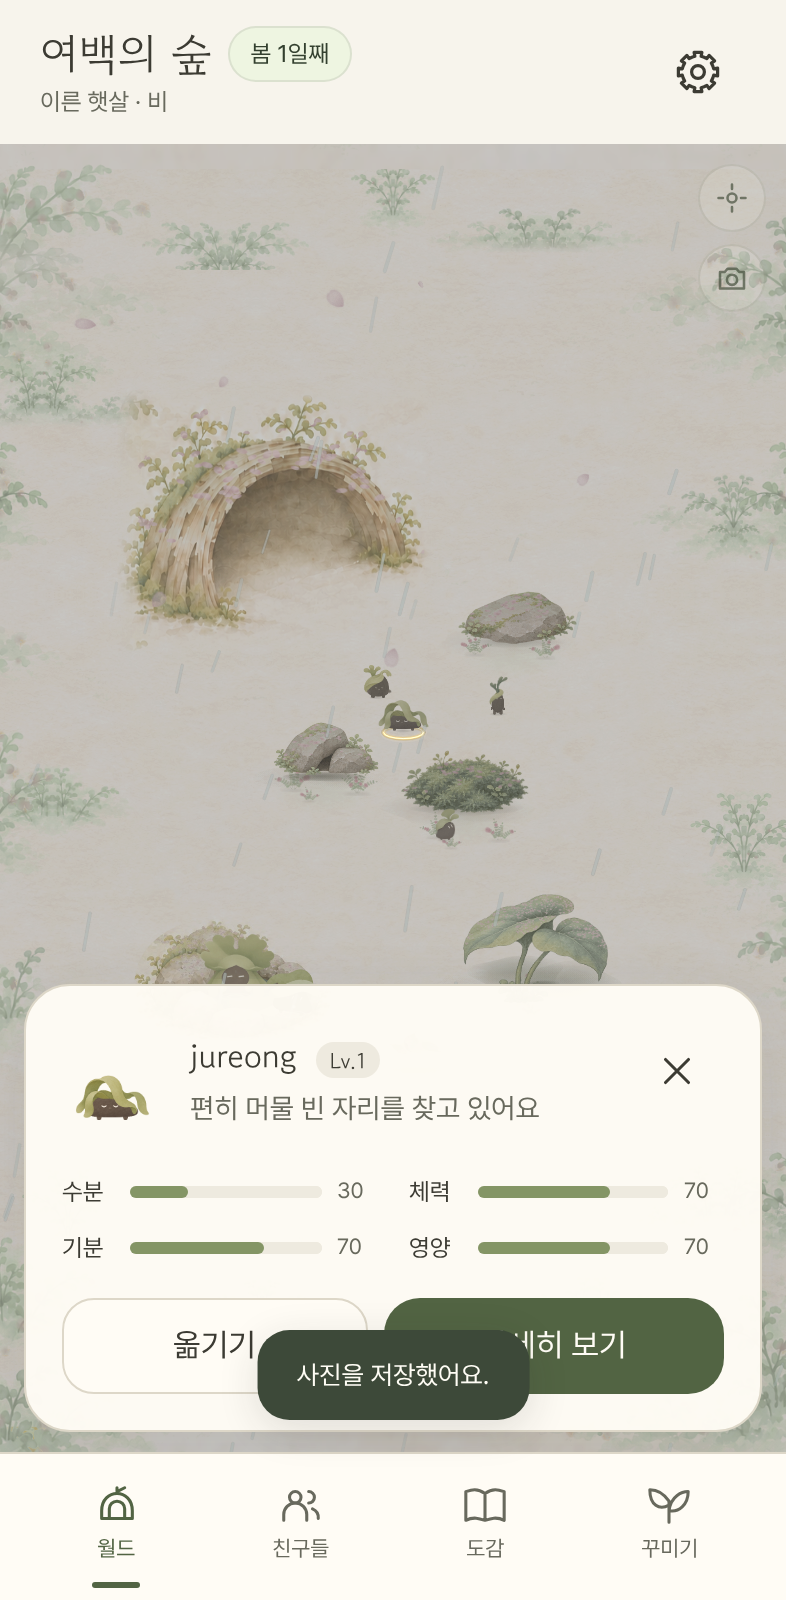 여백의 숲
봄 1일째
이른 햇살 · 비
jureong
Lv.1
편히 머물 빈 자리를 찾고 있어요
수분 30
체력 70
기분 70
영양 70
옮기기
보기
사진을 저장했어요.
월드
친구들
도감
꾸미기